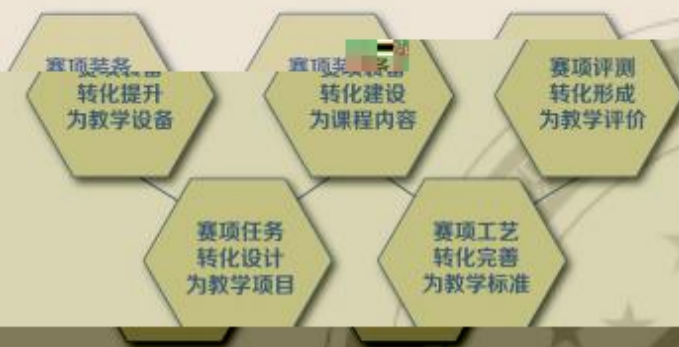 赛项装备
转化提升
为教学设备
赛项装备
转化建设
为课程内容
赛项评测
转化形成
为教学评价
赛项任务
转化设计
为教学项目
赛项工艺
转化完善
为教学标准